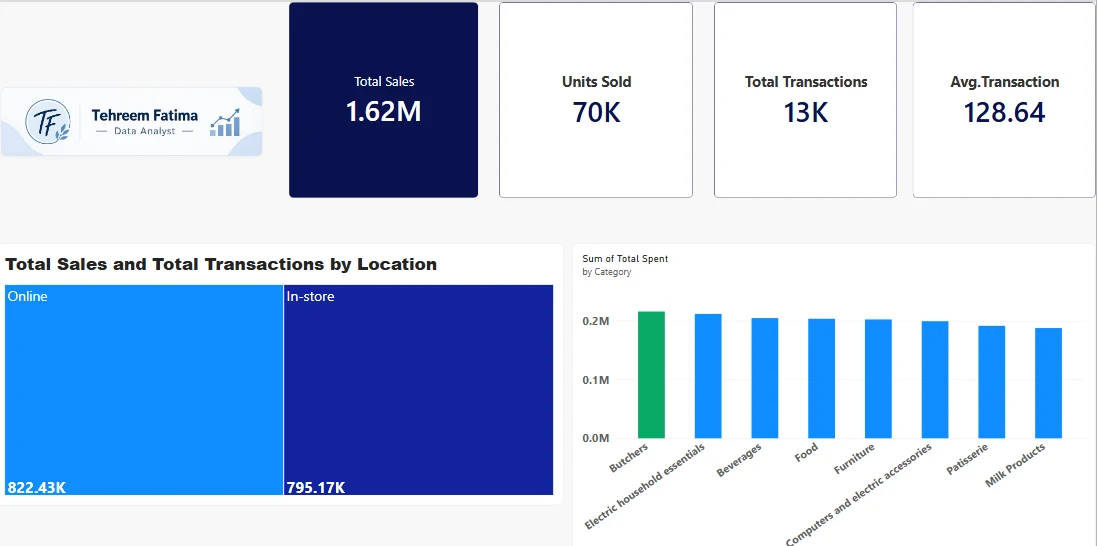 TF
Tehreem Fatima
Data Analyst
Total Sales
1.62M
Units Sold
70K
Total Transactions
13K
Avg.Transaction
128.64
Total Sales and Total Transactions by Location
Online
In-store
822.43K
795.17K
Sum of Total Spent
by Category
0.2M
0.1M
0.0M
Butchers
Electric household essentials
Beverages
Food
Furniture
Computers and electric accessories
Patisserie
Milk Products